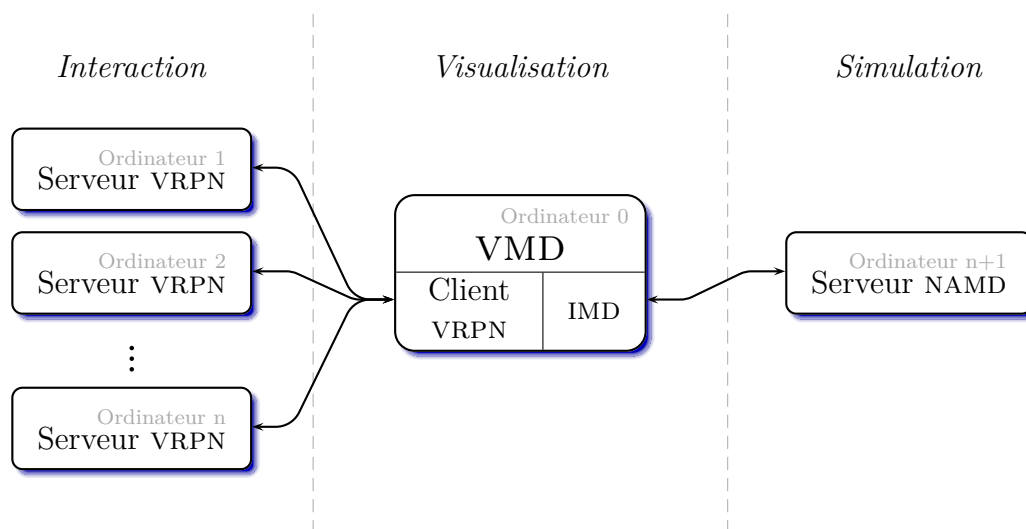 Interaction
Visualisation
Simulation
Ordinateur 1
Serveur VRPN
Ordinateur 2
Serveur VRPN
⋮
Ordinateur n
Serveur VRPN
Ordinateur 0
VMD
Client
VRPN
IMD
Ordinateur n+1
Serveur NAMD